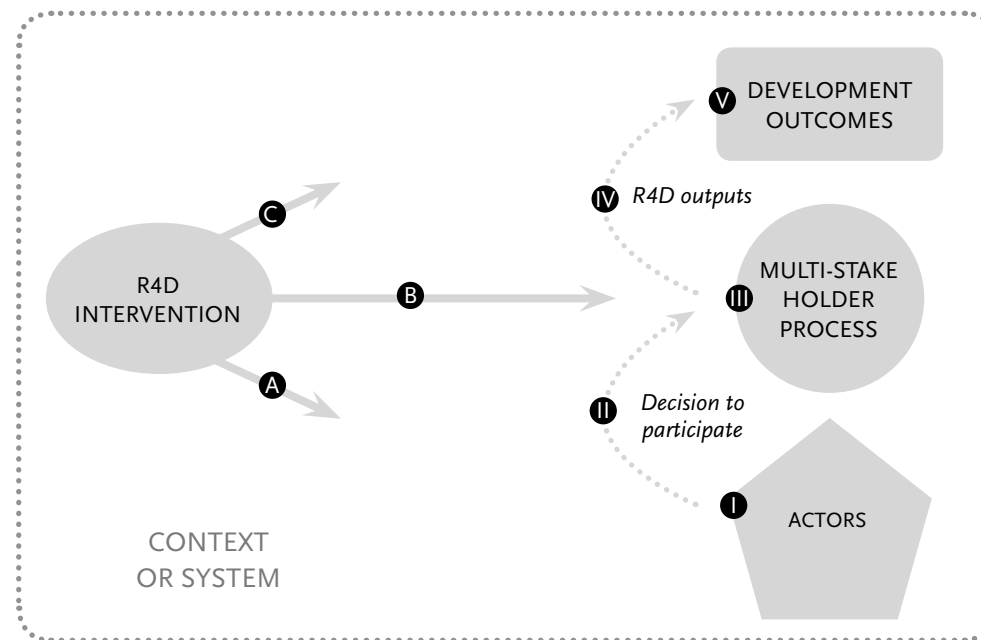 V
DEVELOPMENT
OUTCOMES
IV
R4D outputs
C
R4D
INTERVENTION
B
III
MULTI-STAKE
HOLDER
PROCESS
A
II
Decision to
participate
I
ACTORS
CONTEXT
OR SYSTEM